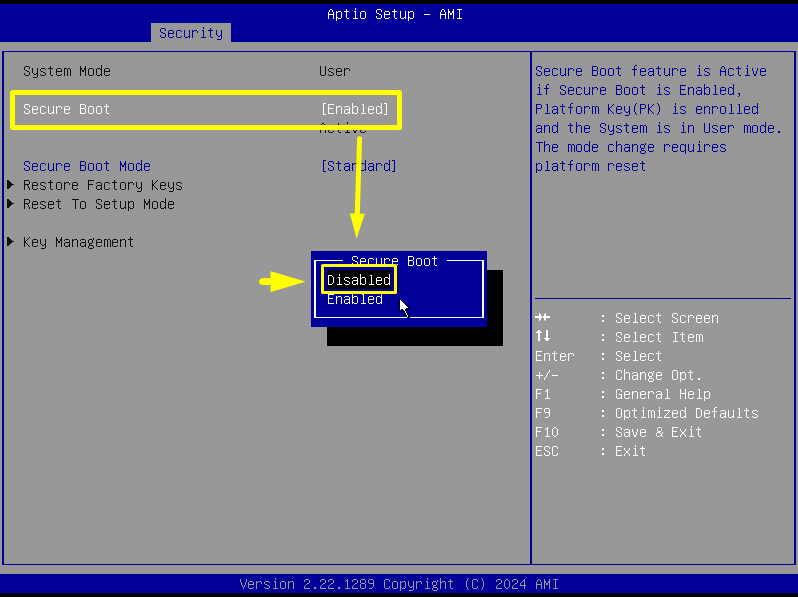 Aptio Setup – AMI
Security
System Mode User
Secure Boot [Enabled]
Active
Secure Boot Mode [Standard]
Restore Factory Keys
Reset To Setup Mode
Key Management
Secure Boot
Disabled
Enabled
Secure Boot feature is Active
if Secure Boot is Enabled,
Platform Key(PK) is enrolled
and the System is in User mode.
The mode change requires
platform reset
→←: Select Screen
↑↓: Select Item
Enter : Select
+/– : Change Opt.
F1 : General Help
F9 : Optimized Defaults
F10 : Save & Exit
ESC : Exit
Version 2.22.1289 Copyright (C) 2024 AMI